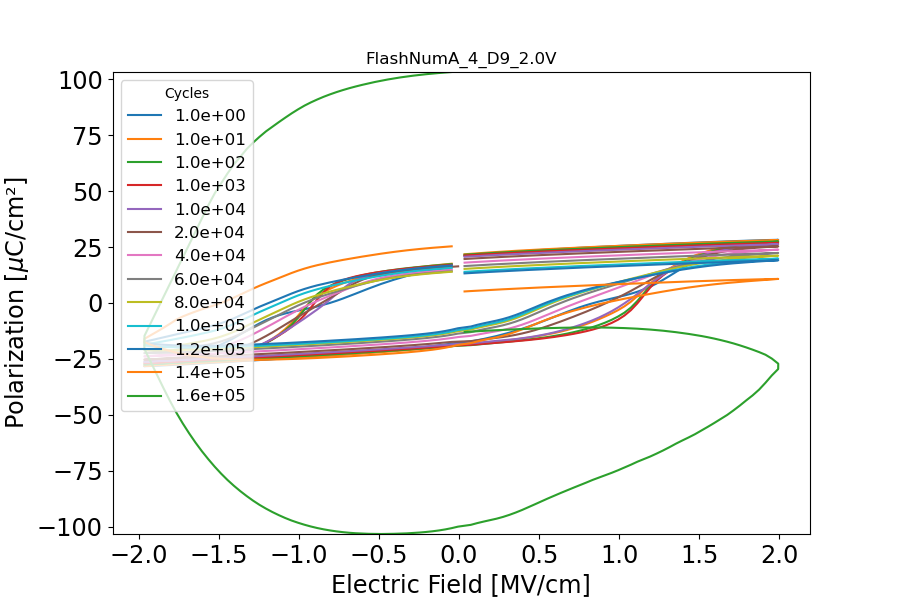 FlashNumA_4_D9_2.0V
Polarization [μC/cm²]
100
75
50
25
0
−25
−50
−75
−100
Cycles
1.0e+00
1.0e+01
1.0e+02
1.0e+03
1.0e+04
2.0e+04
4.0e+04
6.0e+04
8.0e+04
1.0e+05
1.2e+05
1.4e+05
1.6e+05
−2.0 −1.5 −1.0 −0.5 0.0 0.5 1.0 1.5 2.0
Electric Field [MV/cm]